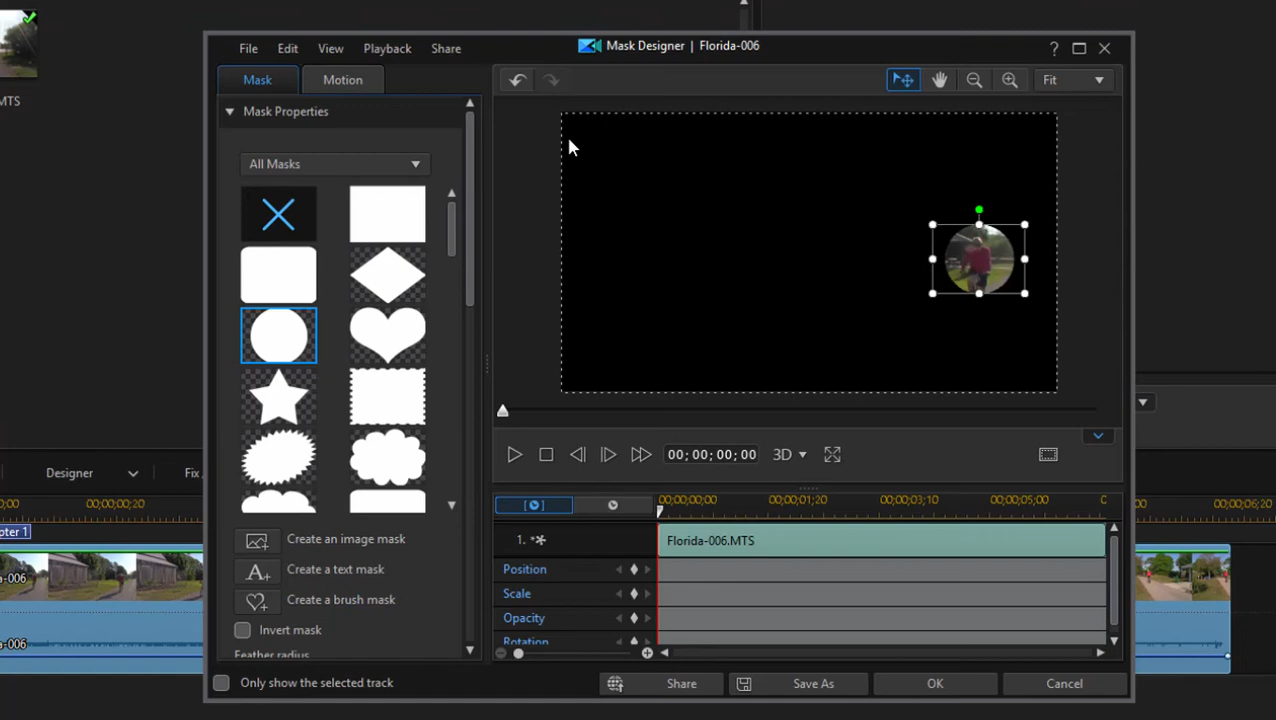 Mask Designer | Florida-006
File Edit View Playback Share
?
Mask Motion
Fit
.MTS
Mask Properties
All Masks
00; 00; 00; 00
3D
Designer
Fix
00;00;00;20
00;00;00;00 00;00;01;20 00;00;03;10 00;00;05;00
00;00;06;20
pter 1
1.
Florida-006.MTS
Create an image mask
Position
Create a text mask
Scale
Create a brush mask
Opacity
Invert mask
Rotation
Feather radius
a-006
-006
Only show the selected track
Share Save As OK Cancel